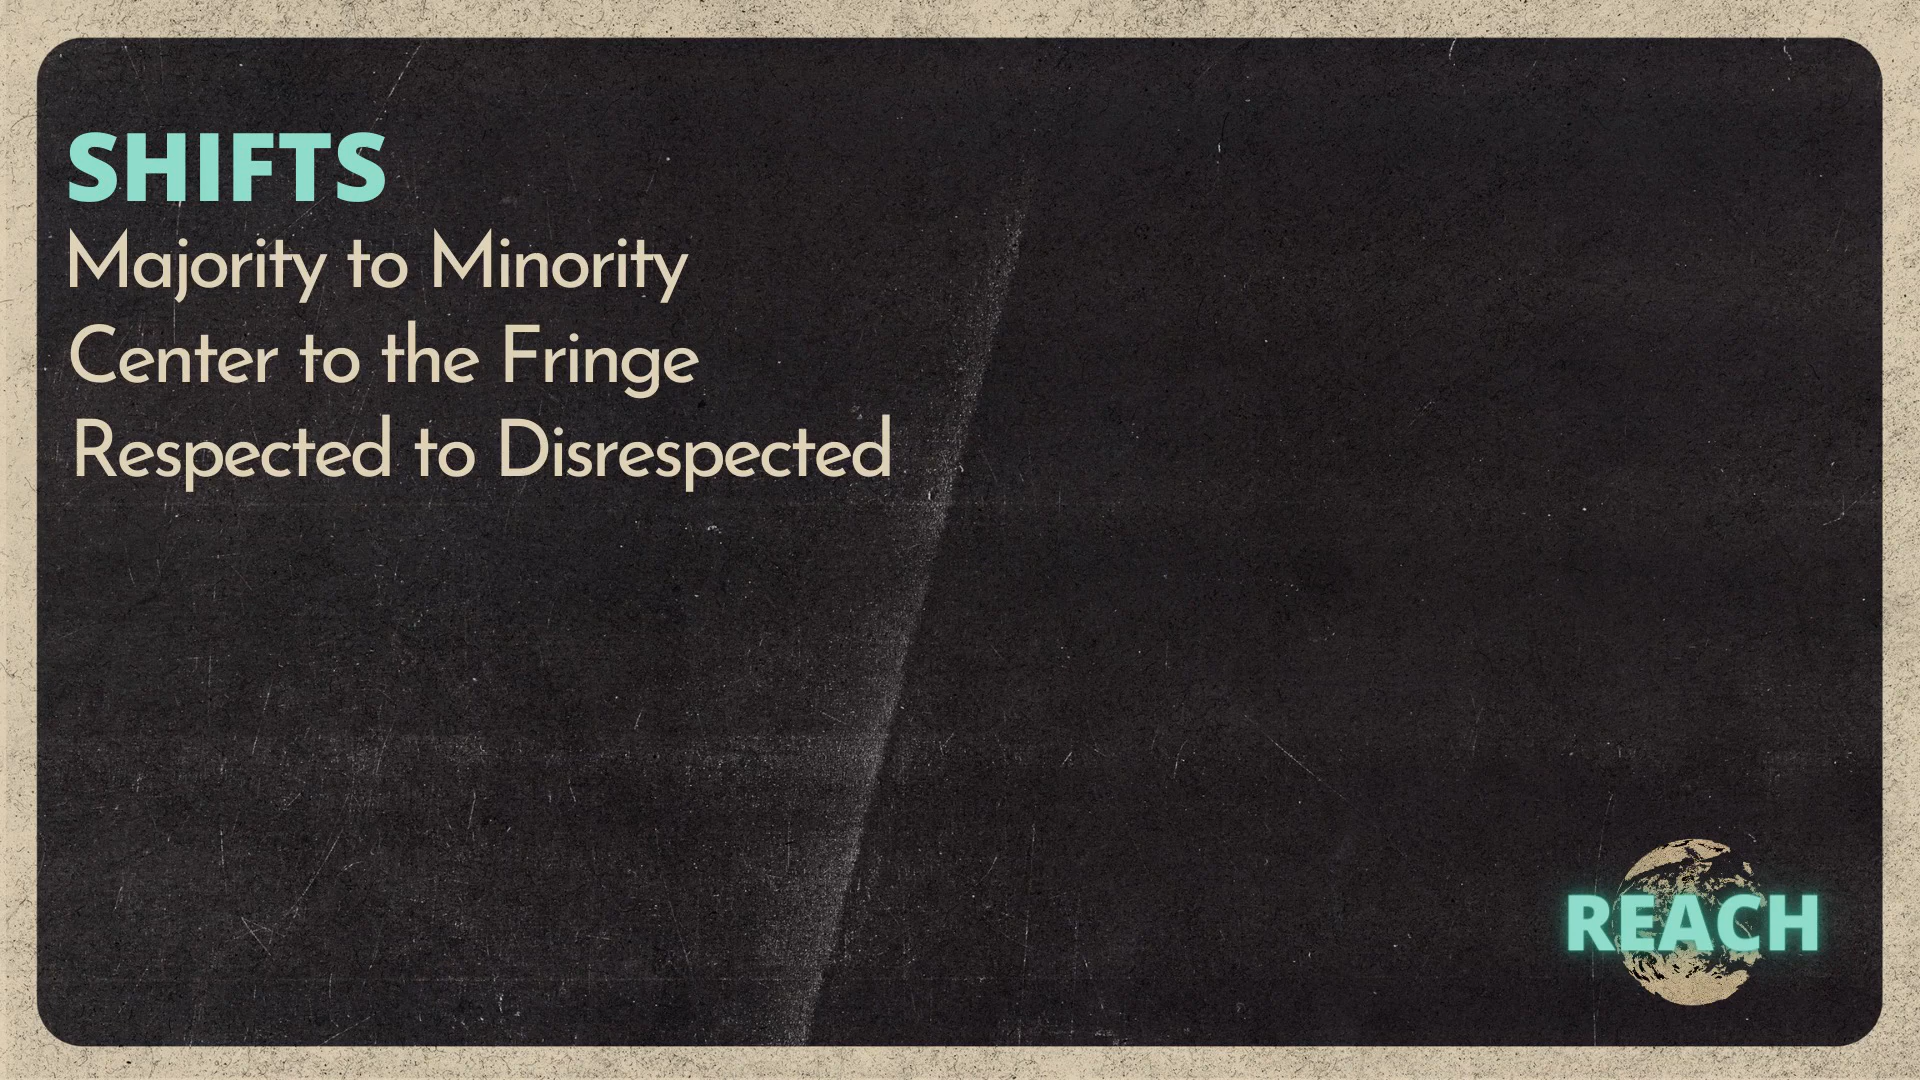 SHIFTS
Majority to Minority
Center to the Fringe
Respected to Disrespected
REACH